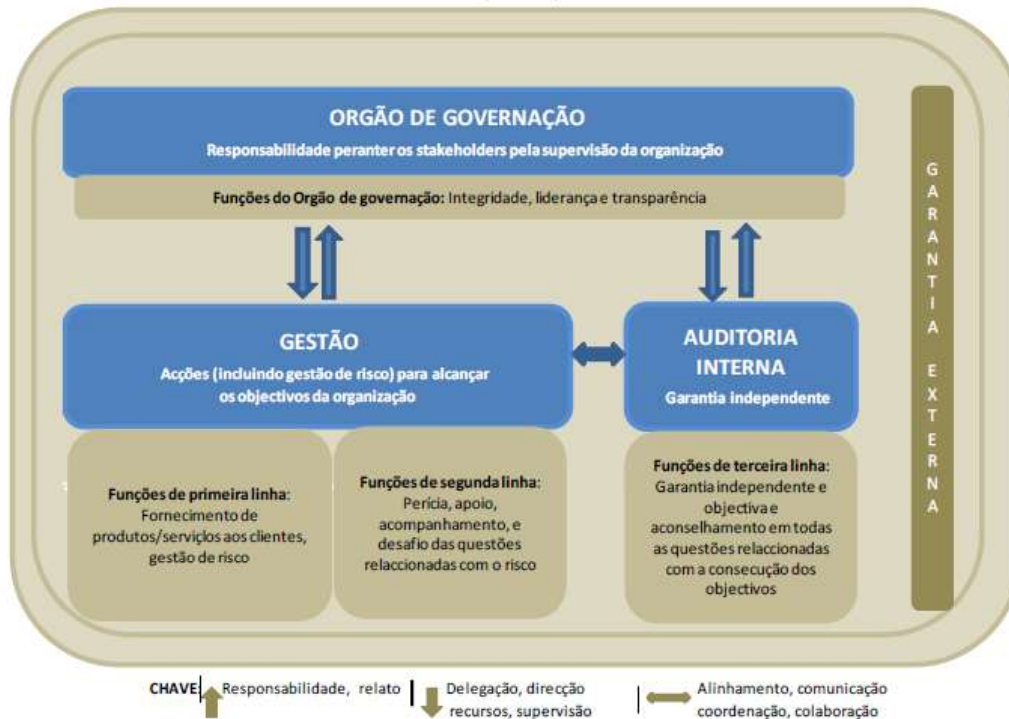 ORGÃO DE GOVERNAÇÃO
Responsabilidade peranter os stakeholders pela supervisão da organização
Funções do Orgão de governação: Integridade, liderança e transparência
GESTÃO
Acções (incluindo gestão de risco) para alcançar
os objectivos da organização
AUDITORIA
INTERNA
Garantia independente
Funções de primeira linha:
Fornecimento de
produtos/serviçlos aos clientes,
gestão de risco
Funções de segunda linha:
Perícia, apoio,
acompanhamento, e
desafio das questões
relaccionadas com o risco
Funções de terceira linha:
Garantia independente e
objectiva e
aconselhamento em todas
as questões relaccionadas
com a consecução dos
objectivos
GARANTIA EXTERNA
CHAVE: Responsabilidade, relato
Delegação, direcção
recursos, supervisão
Alinhamento, comunicação
coordenação, colaboração